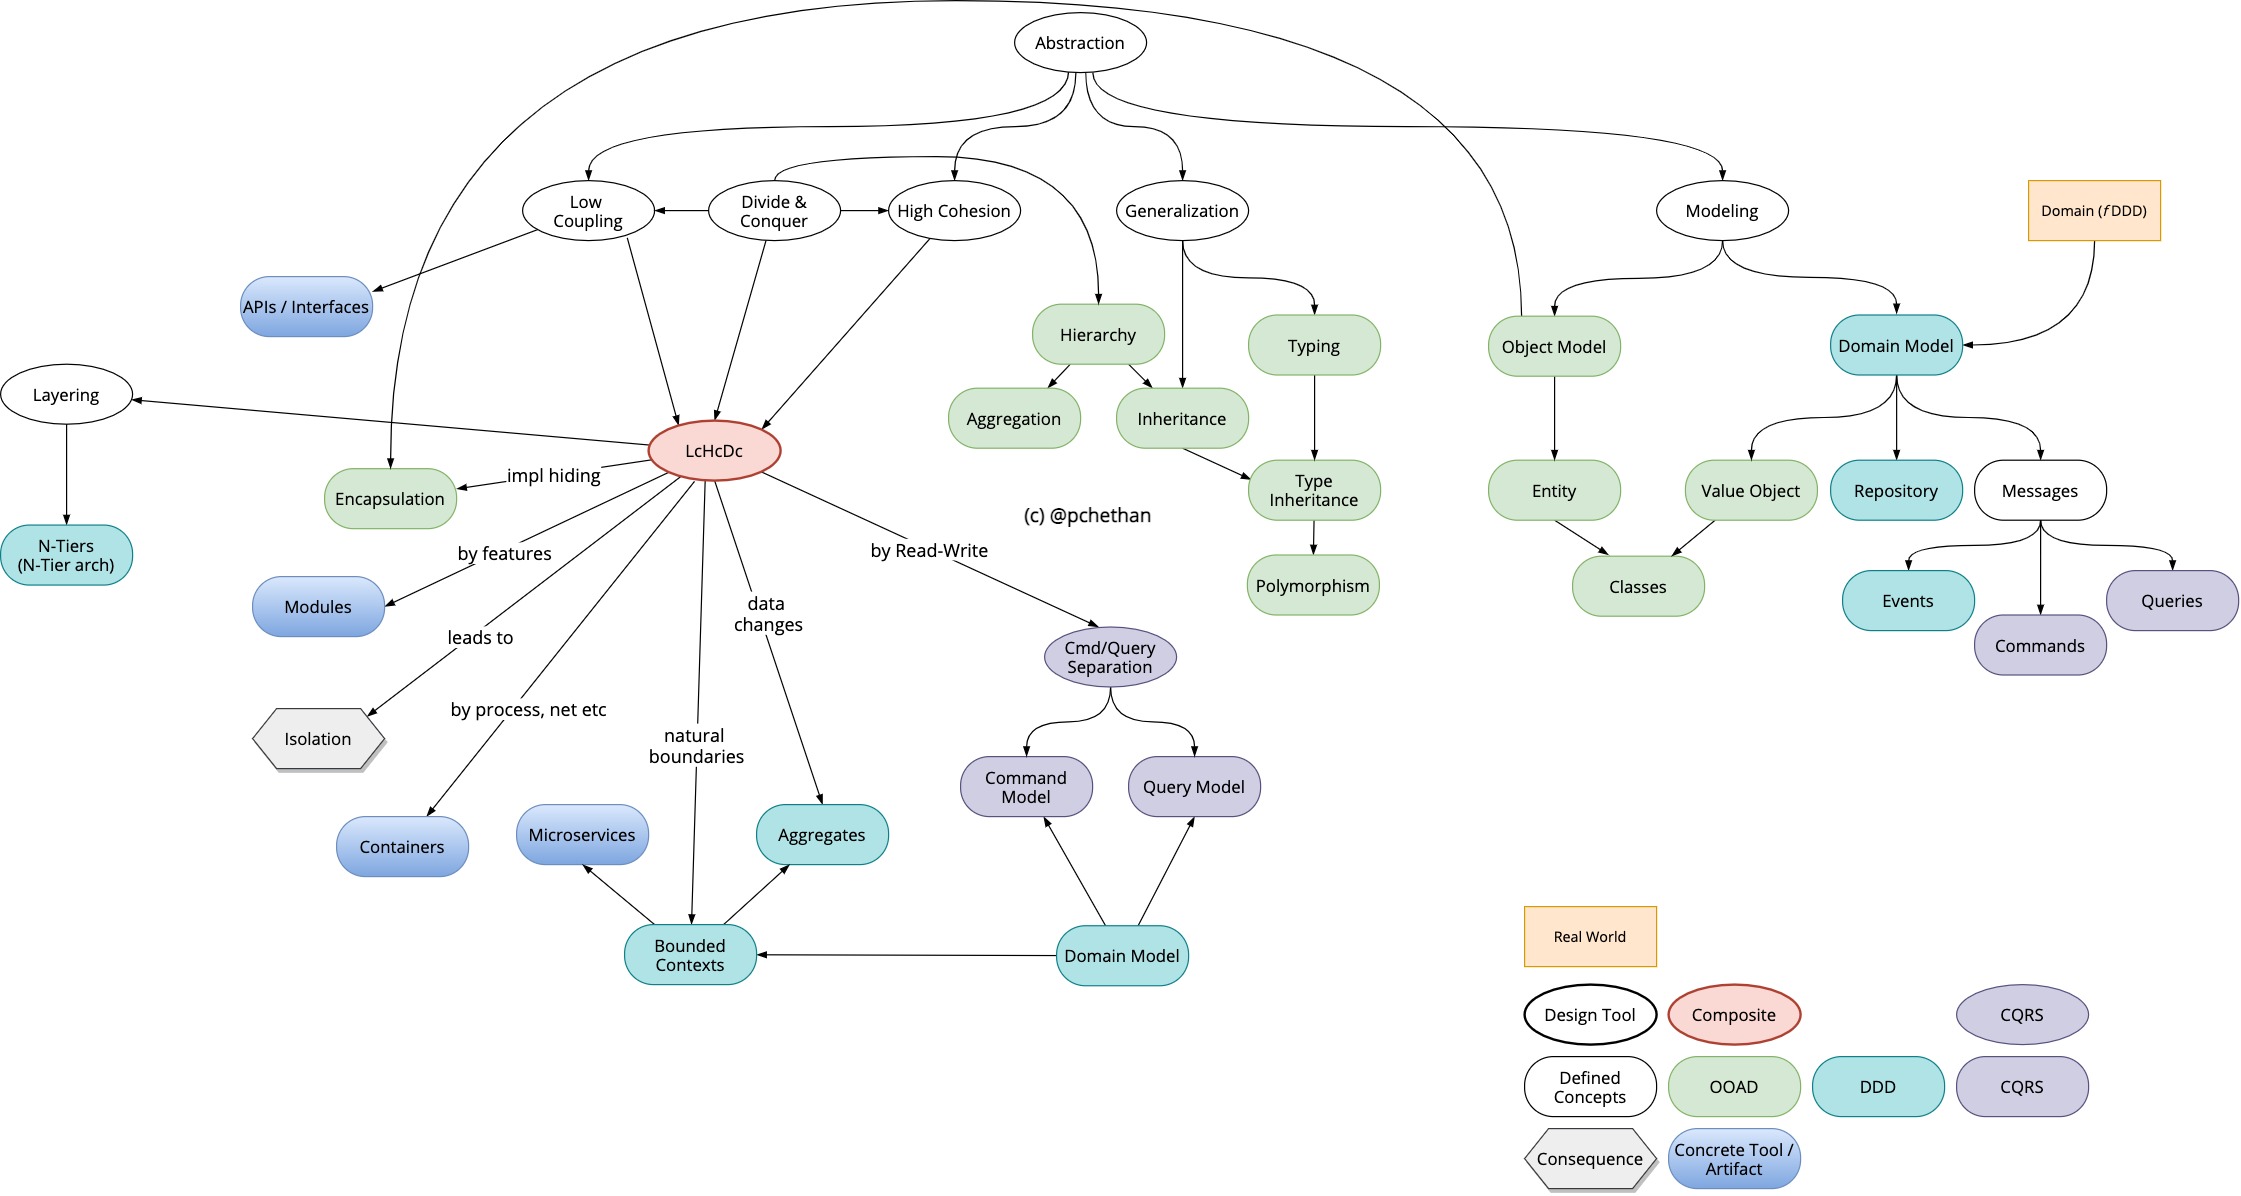 Abstraction
Low
Coupling
Divide &
Conquer
High Cohesion
Generalization
Modeling
Domain (f DDD)
APIs / Interfaces
Hierarchy
Typing
Object Model
Domain Model
Layering
Aggregation
Inheritance
LcHcDc
impl hiding
Encapsulation
Type
Inheritance
Entity
Value Object
Repository
Messages
(c) @pchethan
N-Tiers
(N-Tier arch)
by features
by Read-Write
Polymorphism
Classes
Events
Queries
Modules
data
changes
leads to
Commands
Cmd/Query
Separation
by process, net etc
Isolation
natural
boundaries
Command
Model
Query Model
Containers
Microservices
Aggregates
Bounded
Contexts
Domain Model
Real World
Design Tool
Composite
CQRS
Defined
Concepts
OOAD
DDD
CQRS
Consequence
Concrete Tool /
Artifact